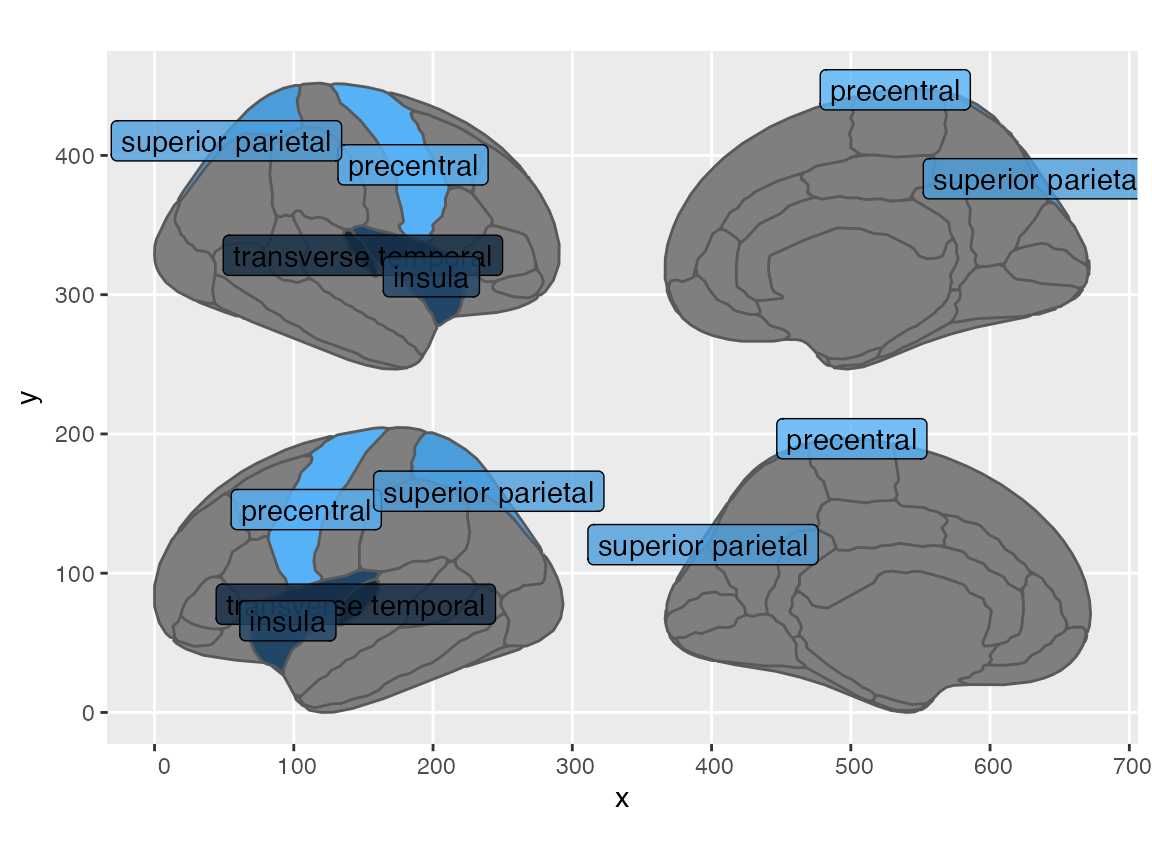 precentral
superior parietal
precentral
superior parieta
transverse temporal
insula
400
300
200
100
0
y
precentral
superior parietal
precentral
superior parietal
transverse temporal
insula
0 100 200 300 400 500 600 700
x